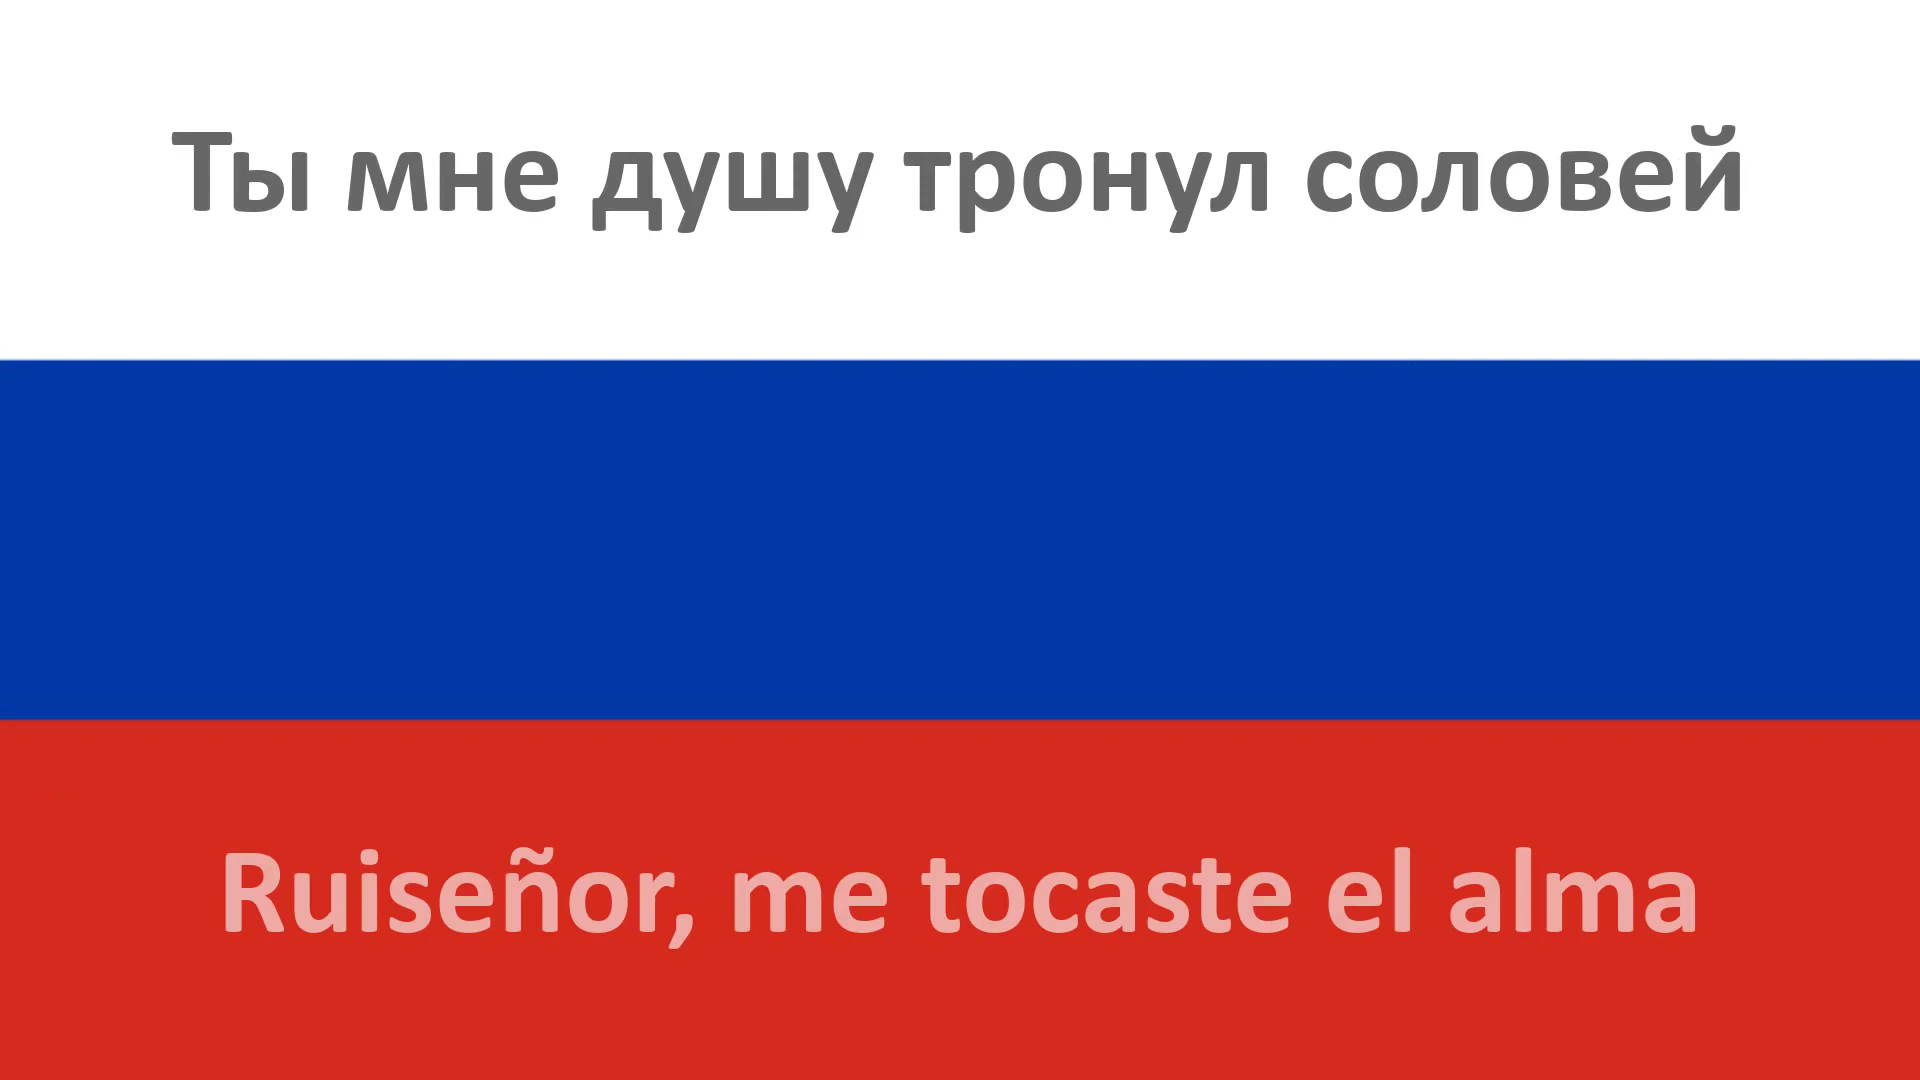 Ты мне душу тронул соловей
Ruiseñor, me tocaste el alma